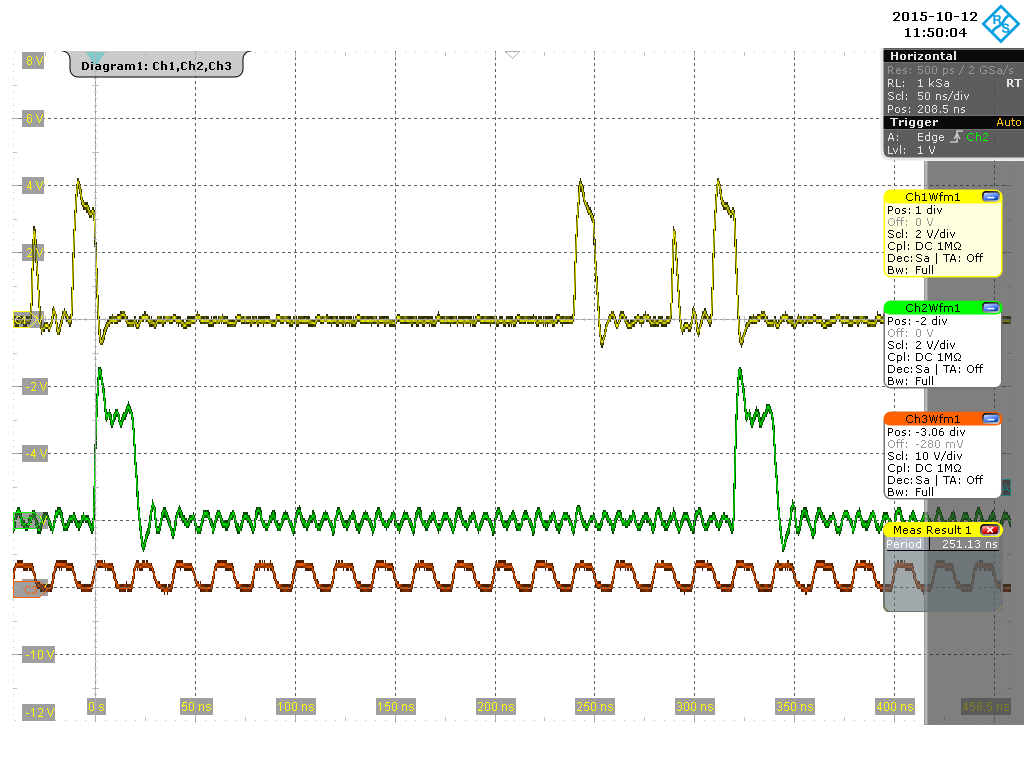 2015-10-12
11:50:04
R S
Diagram1: Ch1,Ch2,Ch3
Horizontal
Res: 500 ps / 2 GSa/s
RL: 1 kSa RT
Scl: 50 ns/div
Pos: 208.5 ns
Trigger Auto
A: Edge Ch2
Lvl: 1 V
Ch1Wfm1
Pos: 1 div
Off: 0 V
Scl: 2 V/div
Cpl: DC 1MΩ
Dec: Sa | TA: Off
Bw: Full
Ch2Wfm1
Pos: -2 div
Off: 0 V
Scl: 2 V/div
Cpl: DC 1MΩ
Dec: Sa | TA: Off
Bw: Full
Ch3Wfm1
Pos: -3.06 div
Off: -280 mV
Scl: 10 V/div
Cpl: DC 1MΩ
Dec: Sa | TA: Off
Bw: Full
Meas Result 1
Period 251.13 ns
8 V
6 V
4 V
2 V
-2 V
-4 V
-10 V
-12 V
0 s
50 ns
100 ns
150 ns
200 ns
250 ns
300 ns
350 ns
400 ns
458.5 ns